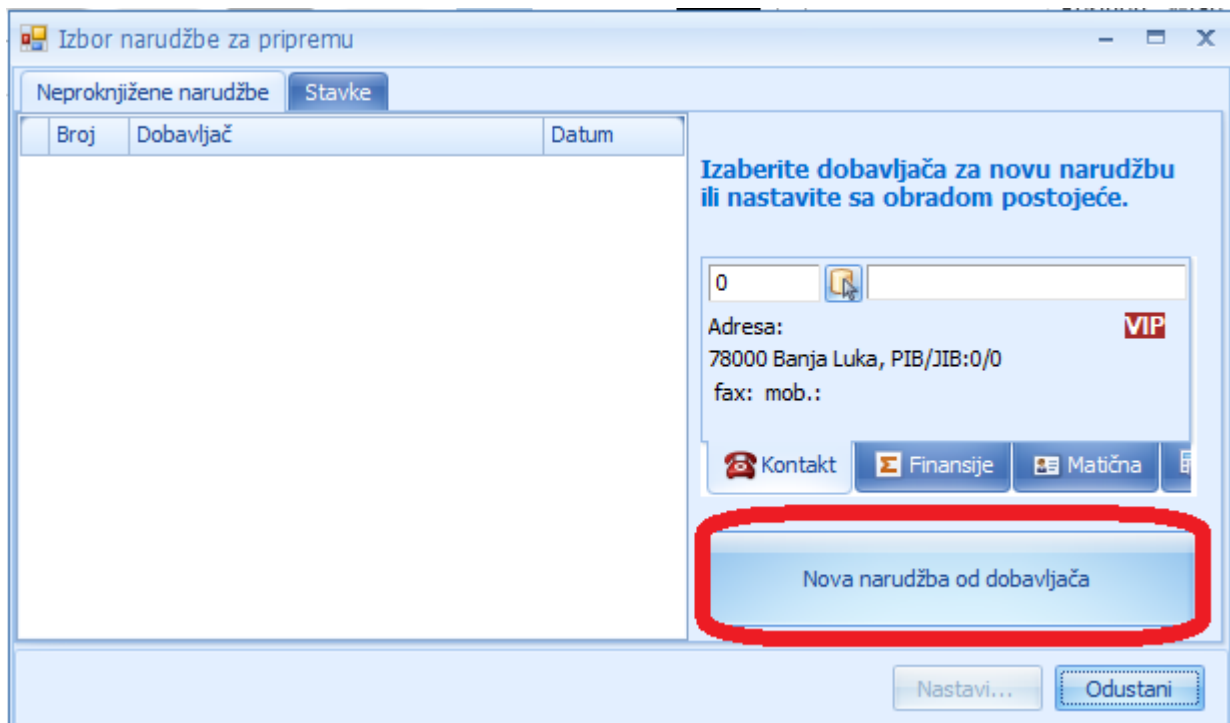 Izbor narudžbe za pripremu
Neproknjižene narudžbe Stavke
Broj Dobavljač Datum
Izaberite dobavljača za novu narudžbu
ili nastavite sa obradom postojeće.
0
Adresa: VIP
78000 Banja Luka, PIB/JIB:0/0
fax: mob.:
Kontakt Finansije Matična
Nova narudžba od dobavljača
Nastavi... Odustani